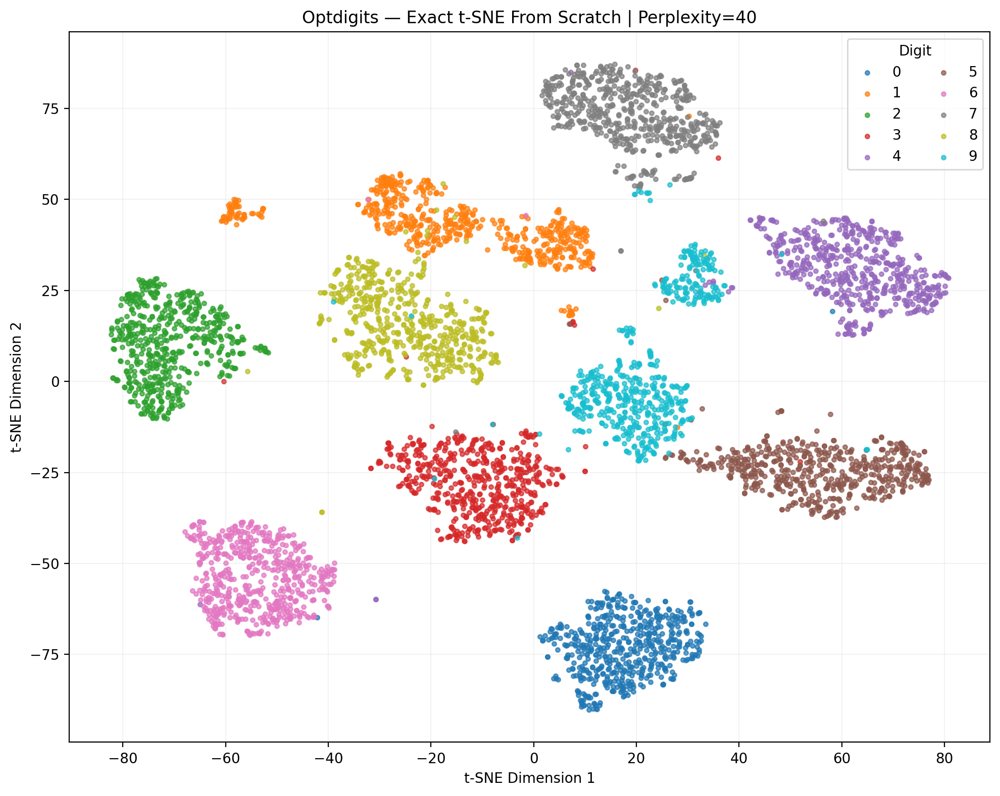 Optdigits — Exact t-SNE From Scratch | Perplexity=40
Digit
0 5
1 6
2 7
3 8
4 9
75
50
25
0
−25
−50
−75
t-SNE Dimension 2
−80 −60 −40 −20 0 20 40 60 80
t-SNE Dimension 1